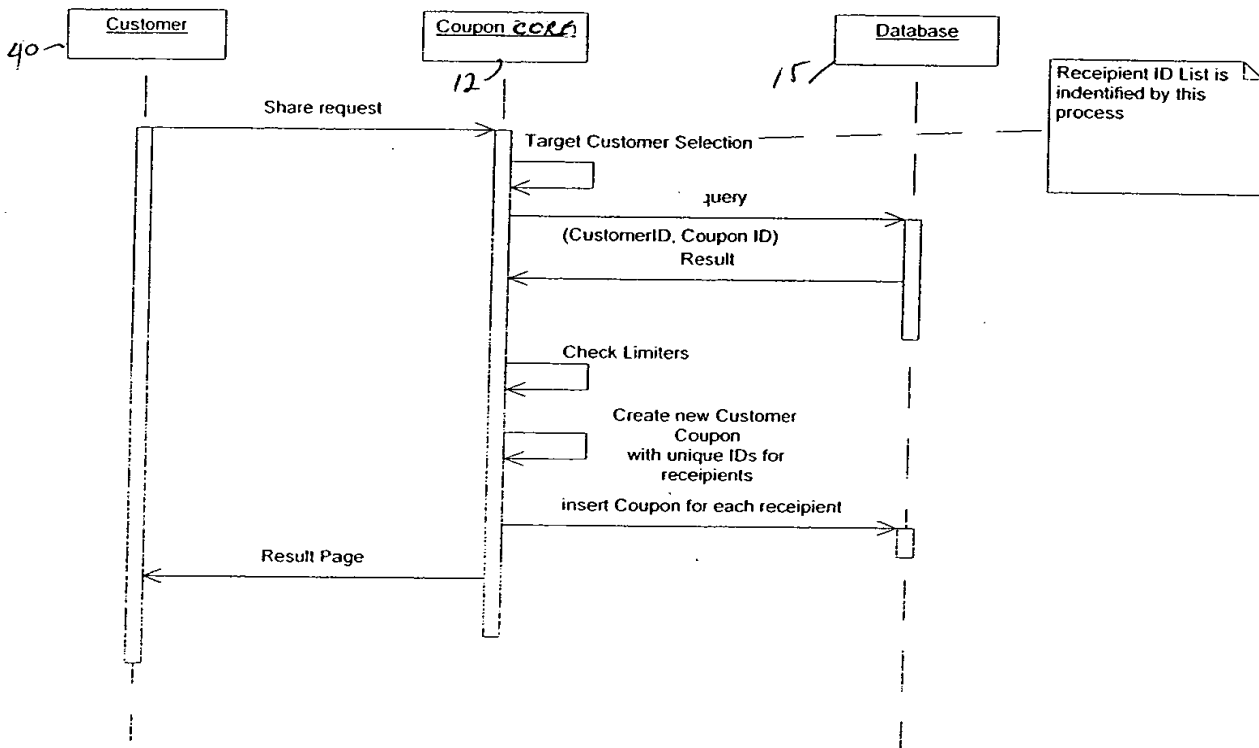 Customer
Coupon CORA
Database
40
12
15
Receipient ID List is
indentified by this
process
Share request
Target Customer Selection
query
(CustomerID, Coupon ID)
Result
Check Limiters
Create new Customer
Coupon
with unique IDs for
receipients
insert Coupon for each receipient
Result Page